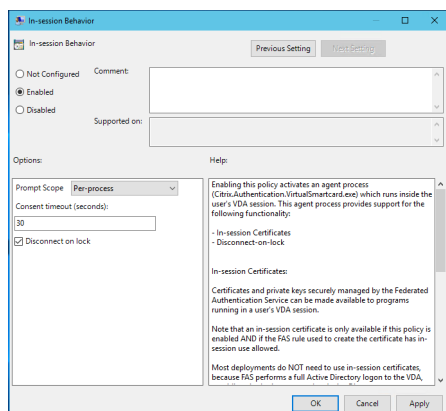 In-session Behavior
In-session Behavior
Previous Setting
Next Setting
Not Configured
Comment:
Enabled
Disabled
Supported on:
Options:
Help:
Prompt Scope Per-process
Consent timeout (seconds):
30
Disconnect on lock
Enabling this policy activates an agent process
(Citrix.Authentication.VirtualSmartcard.exe) which runs inside the
user's VDA session. This agent process provides support for the
following functionality:
- In-session Certificates
- Disconnect-on-lock
In-session Certificates:
Certificates and private keys securely managed by the Federated
Authentication Service can be made available to programs
running in a user's VDA session.
Note that an in-session certificate is only available if this policy is
enabled AND if the FAS rule used to create the certificate has in-
session use allowed.
Most deployments do NOT need to use in-session certificates,
because FAS performs a full Active Directory logon to the VDA,
OK
Cancel
Apply